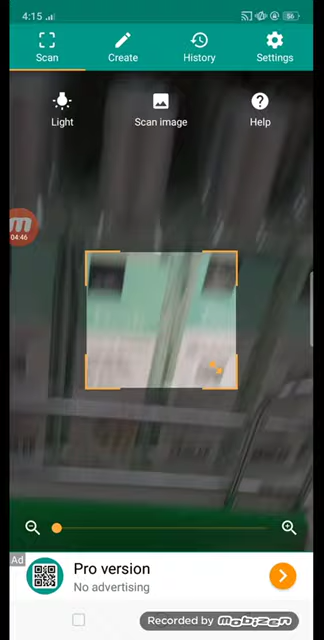 4:15
56
Scan
Create
History
Settings
Light
Scan image
Help
04:46
Ad
Pro version
No advertising
Recorded by MOBIZEN